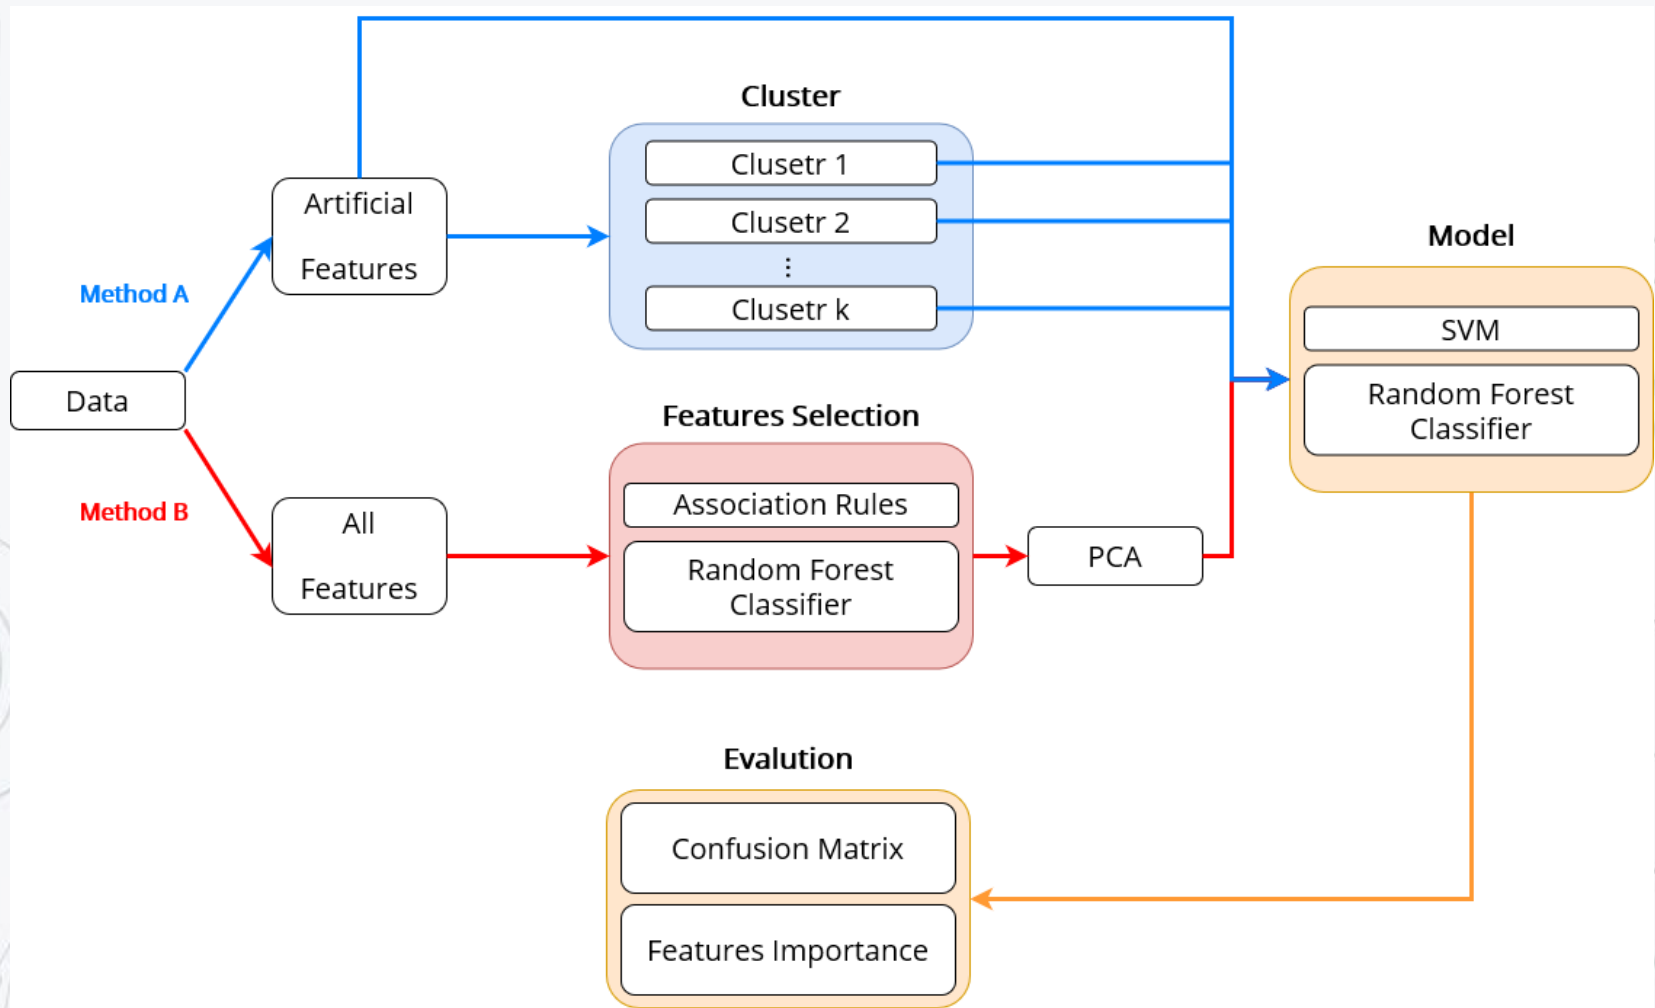 Cluster
Clusetr 1
Clusetr 2
⋮
Clusetr k
Artificial
Features
Method A
Data
Method B
All
Features
Features Selection
Association Rules
Random Forest
Classifier
PCA
Model
SVM
Random Forest
Classifier
Evalution
Confusion Matrix
Features Importance